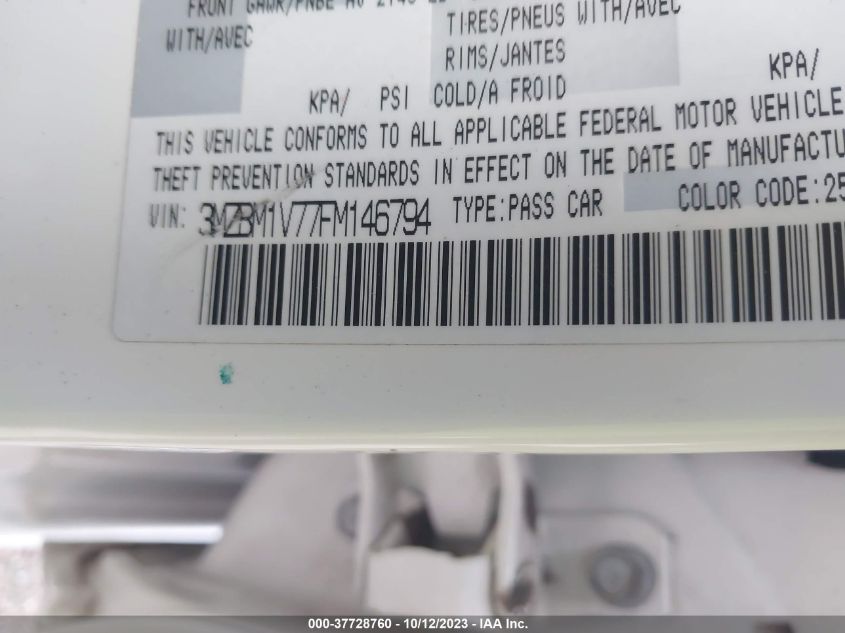 FRONT GAWR/PNBE AV
WITH/AVEC
TIRES/PNEUS WITH/AVEC
RIMS/JANTES
KPA/ PSI COLD/A FROID KPA/
THIS VEHICLE CONFORMS TO ALL APPLICABLE FEDERAL MOTOR VEHICLE
THEFT PREVENTION STANDARDS IN EFFECT ON THE DATE OF MANUFACTU
VIN: 3MZBM1V77FM146794 TYPE:PASS CAR COLOR CODE:25
000-37728760 - 10/12/2023 - IAA Inc.